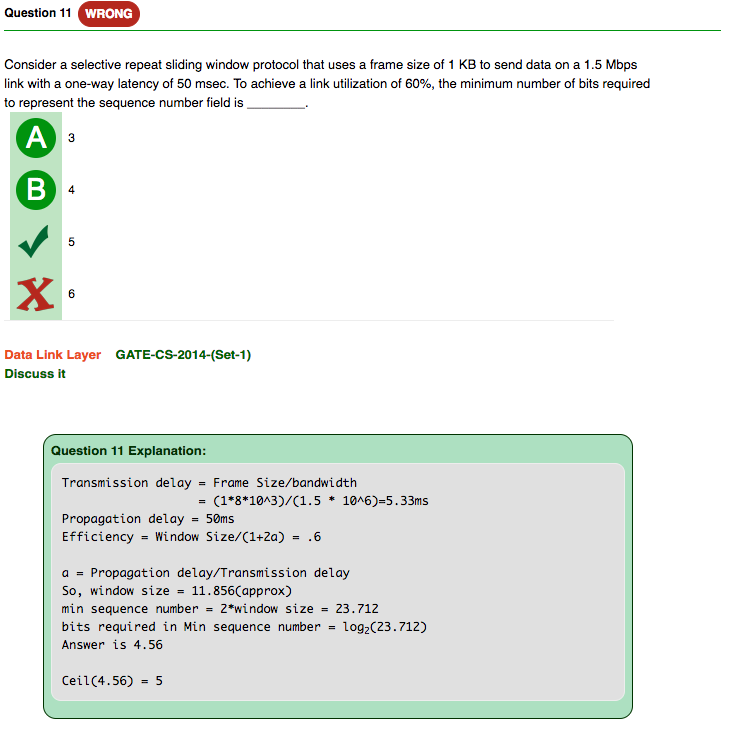 Question 11 WRONG
Consider a selective repeat sliding window protocol that uses a frame size of 1 KB to send data on a 1.5 Mbps
link with a one-way latency of 50 msec. To achieve a link utilization of 60%, the minimum number of bits required
to represent the sequence number field is ________.
A 3
B 4
5
X 6
Data Link Layer GATE-CS-2014-(Set-1)
Discuss it
Question 11 Explanation:
Transmission delay = Frame Size/bandwidth
= (1*8*10^3)/(1.5 * 10^6)=5.33ms
Propagation delay = 50ms
Efficiency = Window Size/(1+2a) = .6
a = Propagation delay/Transmission delay
So, window size = 11.856(approx)
min sequence number = 2*window size = 23.712
bits required in Min sequence number = log₂(23.712)
Answer is 4.56
Ceil(4.56) = 5